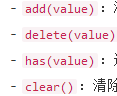 - add(value)：
- delete(value)
- has(value)：
- clear()：清除